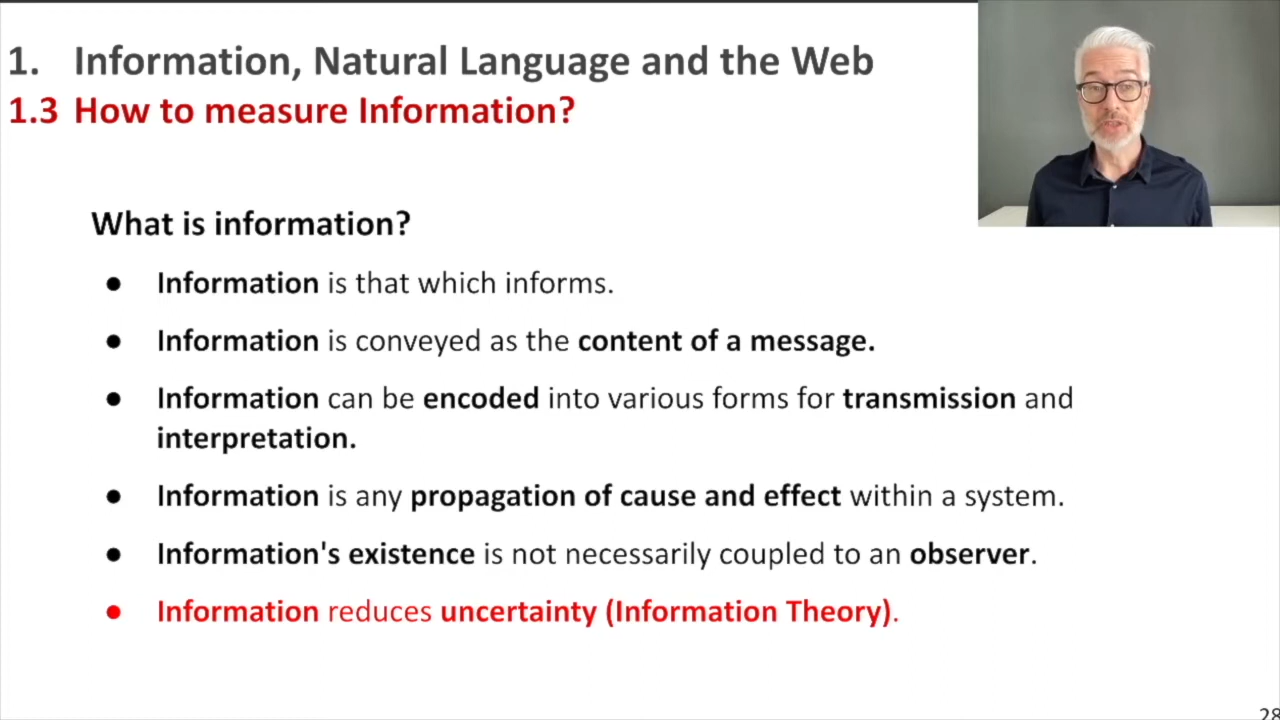 1. Information, Natural Language and the Web
1.3 How to measure Information?
What is information?
● Information is that which informs.
● Information is conveyed as the content of a message.
● Information can be encoded into various forms for transmission and
interpretation.
● Information is any propagation of cause and effect within a system.
● Information's existence is not necessarily coupled to an observer.
● Information reduces uncertainty (Information Theory).
28